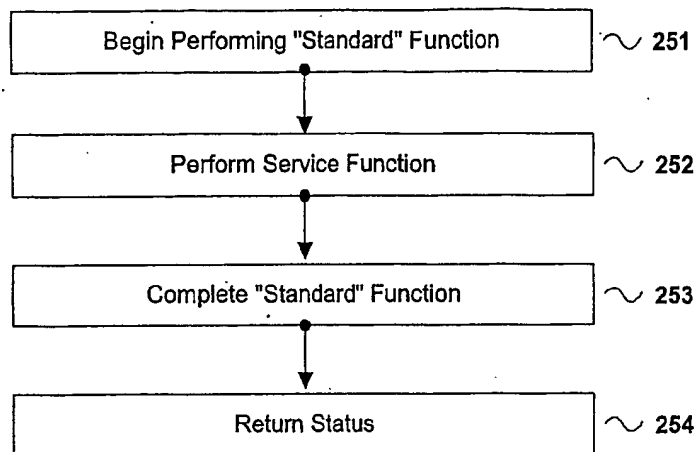 Begin Performing "Standard" Function 251
Perform Service Function 252
Complete "Standard" Function 253
Return Status 254